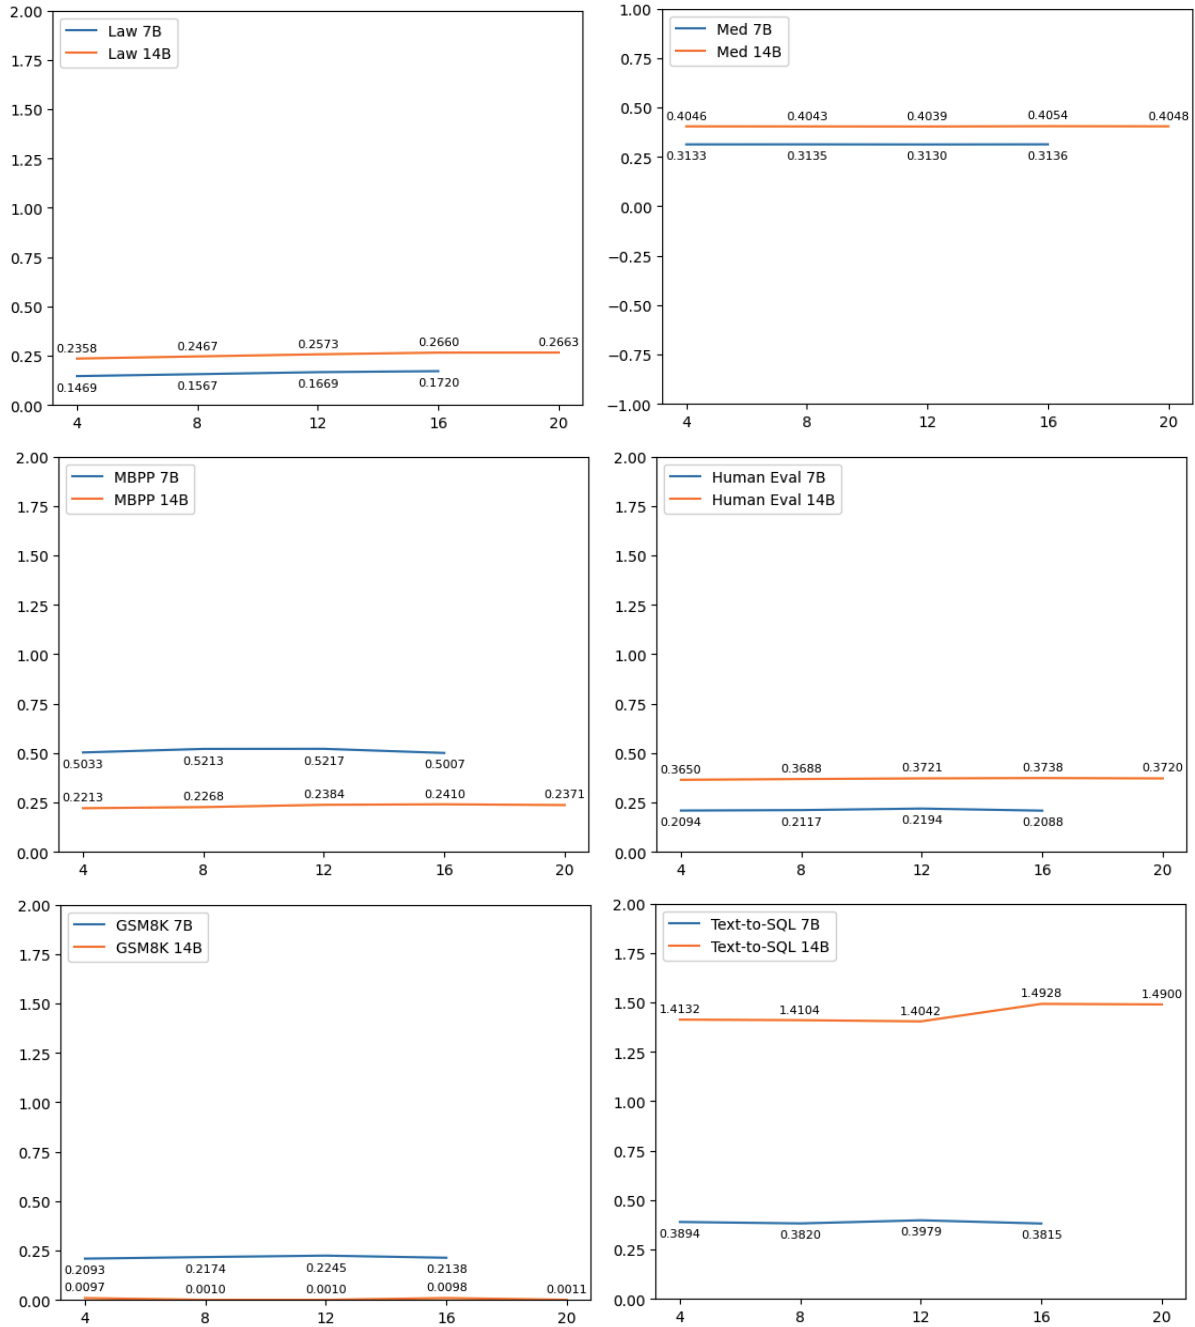 2.00
1.75
1.50
1.25
1.00
0.75
0.50
0.25
0.00
Law 7B
Law 14B
0.2358 0.2467 0.2573 0.2660 0.2663
0.1469 0.1567 0.1669 0.1720
4 8 12 16 20
1.00
0.75
0.50
0.25
0.00
−0.25
−0.50
−0.75
−1.00
Med 7B
Med 14B
0.4046 0.4043 0.4039 0.4054 0.4048
0.3133 0.3135 0.3130 0.3136
4 8 12 16 20
2.00
1.75
1.50
1.25
1.00
0.75
0.50
0.25
0.00
MBPP 7B
MBPP 14B
0.5033 0.5213 0.5217 0.5007
0.2213 0.2268 0.2384 0.2410 0.2371
4 8 12 16 20
2.00
1.75
1.50
1.25
1.00
0.75
0.50
0.25
0.00
Human Eval 7B
Human Eval 14B
0.3650 0.3688 0.3721 0.3738 0.3720
0.2094 0.2117 0.2194 0.2088
4 8 12 16 20
2.00
1.75
1.50
1.25
1.00
0.75
0.50
0.25
0.00
GSM8K 7B
GSM8K 14B
0.2093 0.2174 0.2245 0.2138
0.0097 0.0010 0.0010 0.0098 0.0011
4 8 12 16 20
2.00
1.75
1.50
1.25
1.00
0.75
0.50
0.25
0.00
Text-to-SQL 7B
Text-to-SQL 14B
1.4132 1.4104 1.4042 1.4928 1.4900
0.3894 0.3820 0.3979 0.3815
4 8 12 16 20